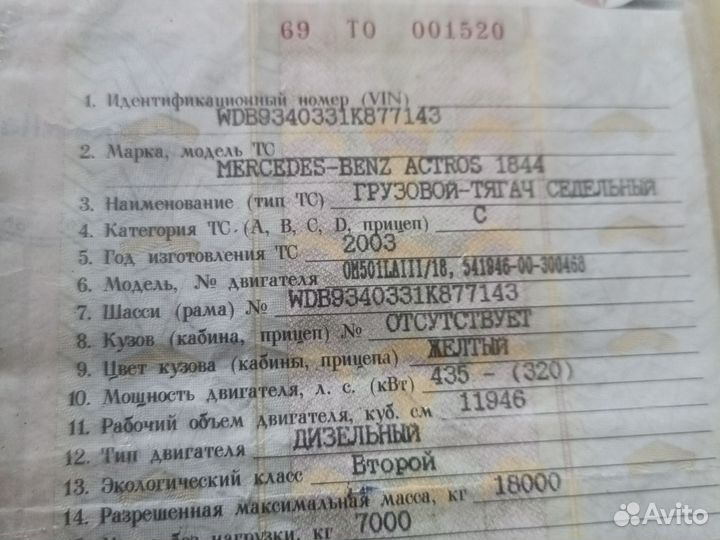 69 ТО 001520
1. Идентификационный номер (VIN)
WDB9340331K877143
2. Марка, модель ТС
MERCEDES-BENZ ACTROS 1844
3. Наименование (тип ТС) ГРУЗОВОЙ-ТЯГАЧ СЕДЕЛЬНЫЙ
4. Категория ТС (A, B, C, D, прицеп) C
5. Год изготовления ТС 2003
6. Модель, № двигателя OM501LAIII/18, 541946-00-300468
7. Шасси (рама) № WDB9340331K877143
8. Кузов (кабина, прицеп) № ОТСУТСТВУЕТ
9. Цвет кузова (кабины, прицепа) ЖЕЛТЫЙ
10. Мощность двигателя, л. с. (кВт) 435 - (320)
11. Рабочий объем двигателя, куб. см 11946
12. Тип двигателя ДИЗЕЛЬНЫЙ
13. Экологический класс Второй
14. Разрешенная максимальная масса, кг 18000
без нагрузки, кг 7000
Avito